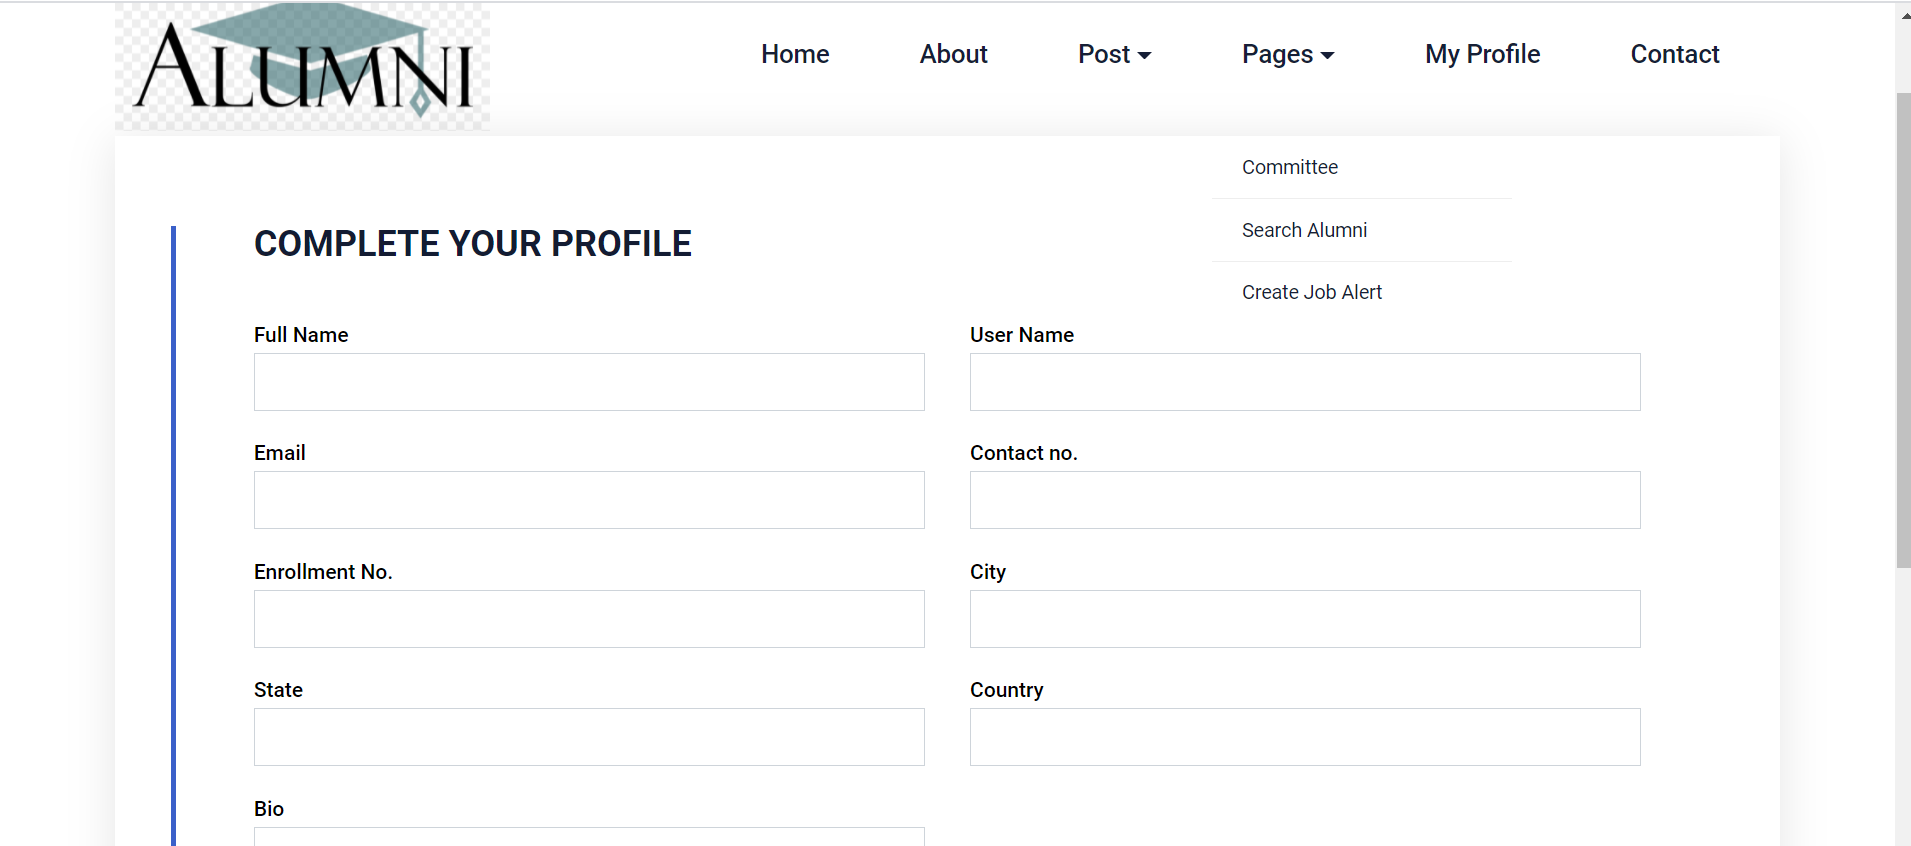 ALUMNI
Home About Post Pages My Profile Contact
Committee
Search Alumni
Create Job Alert
COMPLETE YOUR PROFILE
Full Name User Name
Email Contact no.
Enrollment No. City
State Country
Bio